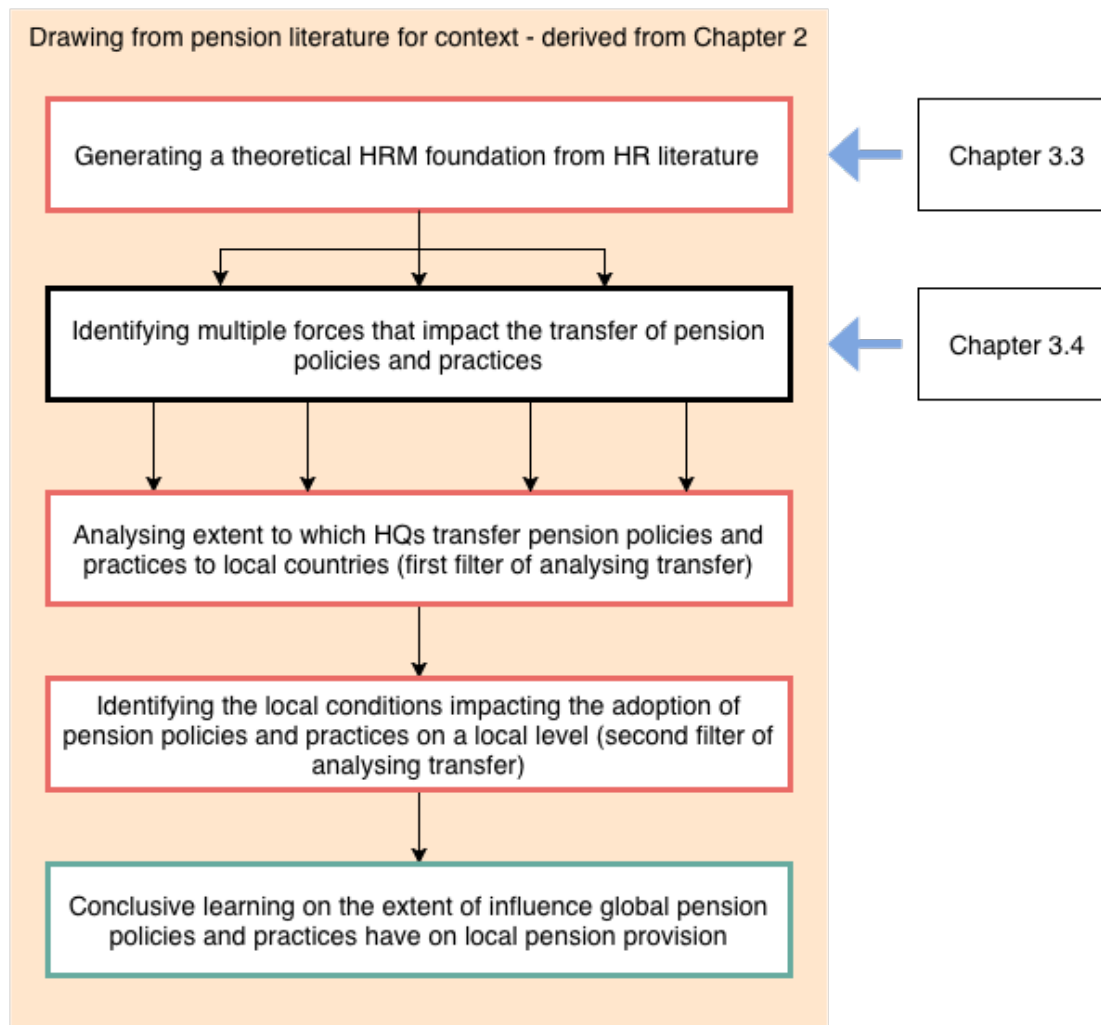 Drawing from pension literature for context - derived from Chapter 2
Generating a theoretical HRM foundation from HR literature
Chapter 3.3
Identifying multiple forces that impact the transfer of pension
policies and practices
Chapter 3.4
Analysing extent to which HQs transfer pension policies and
practices to local countries (first filter of analysing transfer)
Identifying the local conditions impacting the adoption of
pension policies and practices on a local level (second filter of
analysing transfer)
Conclusive learning on the extent of influence global pension
policies and practices have on local pension provision